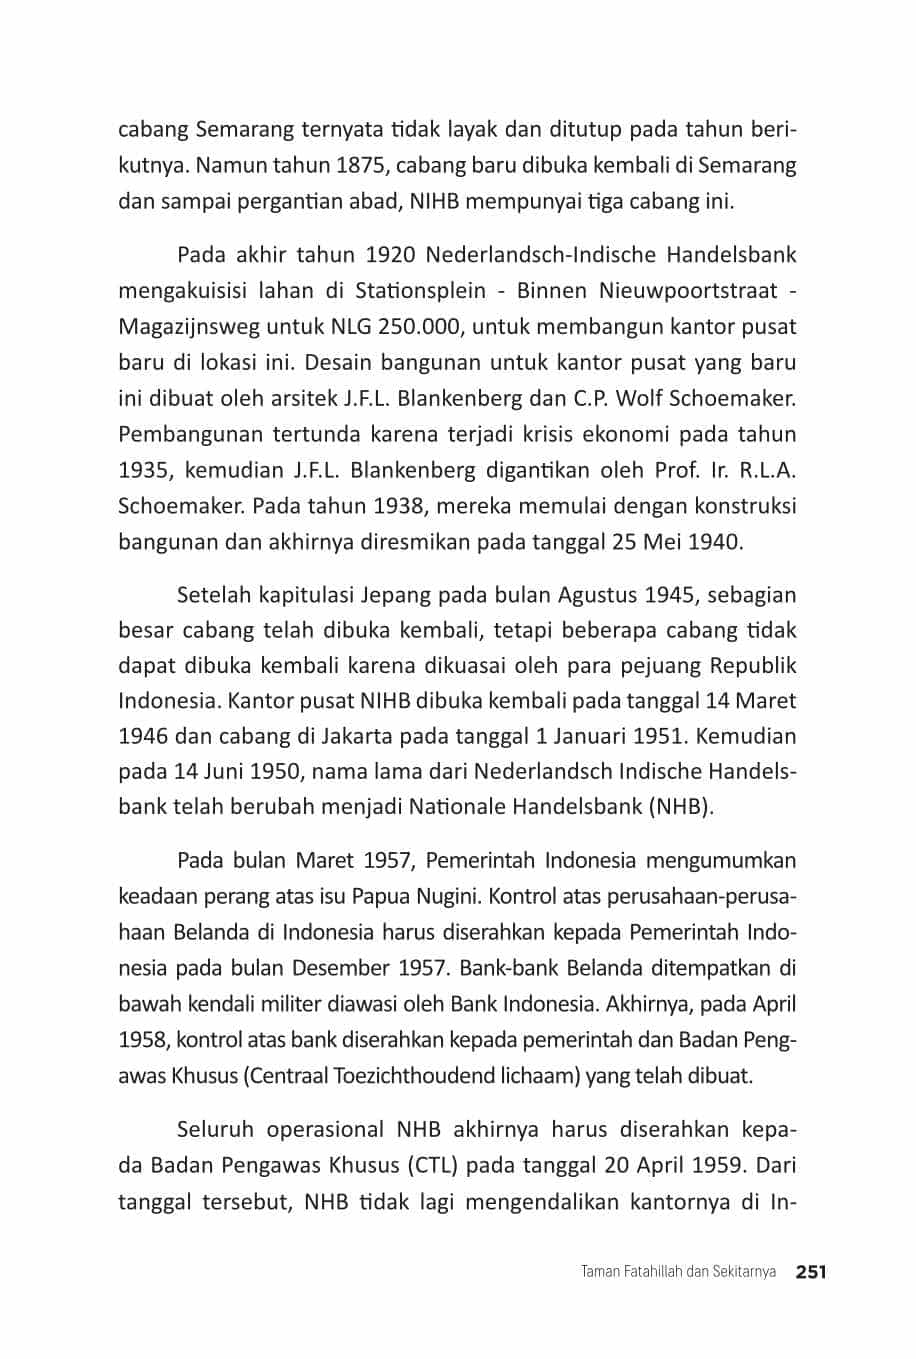 cabang Semarang ternyata tidak layak dan ditutup pada tahun beri-
kutnya. Namun tahun 1875, cabang baru dibuka kembali di Semarang
dan sampai pergantian abad, NIHB mempunyai tiga cabang ini.
Pada akhir tahun 1920 Nederlandsch-Indische Handelsbank
mengakuisisi lahan di Stationsplein - Binnen Nieuwpoortstraat -
Magazijnsweg untuk NLG 250.000, untuk membangun kantor pusat
baru di lokasi ini. Desain bangunan untuk kantor pusat yang baru
ini dibuat oleh arsitek J.F.L. Blankenberg dan C.P. Wolf Schoemaker.
Pembangunan tertunda karena terjadi krisis ekonomi pada tahun
1935, kemudian J.F.L. Blankenberg digantikan oleh Prof. Ir. R.L.A.
Schoemaker. Pada tahun 1938, mereka memulai dengan konstruksi
bangunan dan akhirnya diresmikan pada tanggal 25 Mei 1940.
Setelah kapitulasi Jepang pada bulan Agustus 1945, sebagian
besar cabang telah dibuka kembali, tetapi beberapa cabang tidak
dapat dibuka kembali karena dikuasai oleh para pejuang Republik
Indonesia. Kantor pusat NIHB dibuka kembali pada tanggal 14 Maret
1946 dan cabang di Jakarta pada tanggal 1 Januari 1951. Kemudian
pada 14 Juni 1950, nama lama dari Nederlandsch Indische Handels-
bank telah berubah menjadi Nationale Handelsbank (NHB).
Pada bulan Maret 1957, Pemerintah Indonesia mengumumkan
keadaan perang atas isu Papua Nugini. Kontrol atas perusahaan-perusa-
haan Belanda di Indonesia harus diserahkan kepada Pemerintah Indo-
nesia pada bulan Desember 1957. Bank-bank Belanda ditempatkan di
bawah kendali militer diawasi oleh Bank Indonesia. Akhirnya, pada April
1958, kontrol atas bank diserahkan kepada pemerintah dan Badan Peng-
awas Khusus (Centraal Toezichthoudend lichaam) yang telah dibuat.
Seluruh operasional NHB akhirnya harus diserahkan kepa-
da Badan Pengawas Khusus (CTL) pada tanggal 20 April 1959. Dari
tanggal tersebut, NHB tidak lagi mengendalikan kantornya di In-
Taman Fatahillah dan Sekitarnya 251